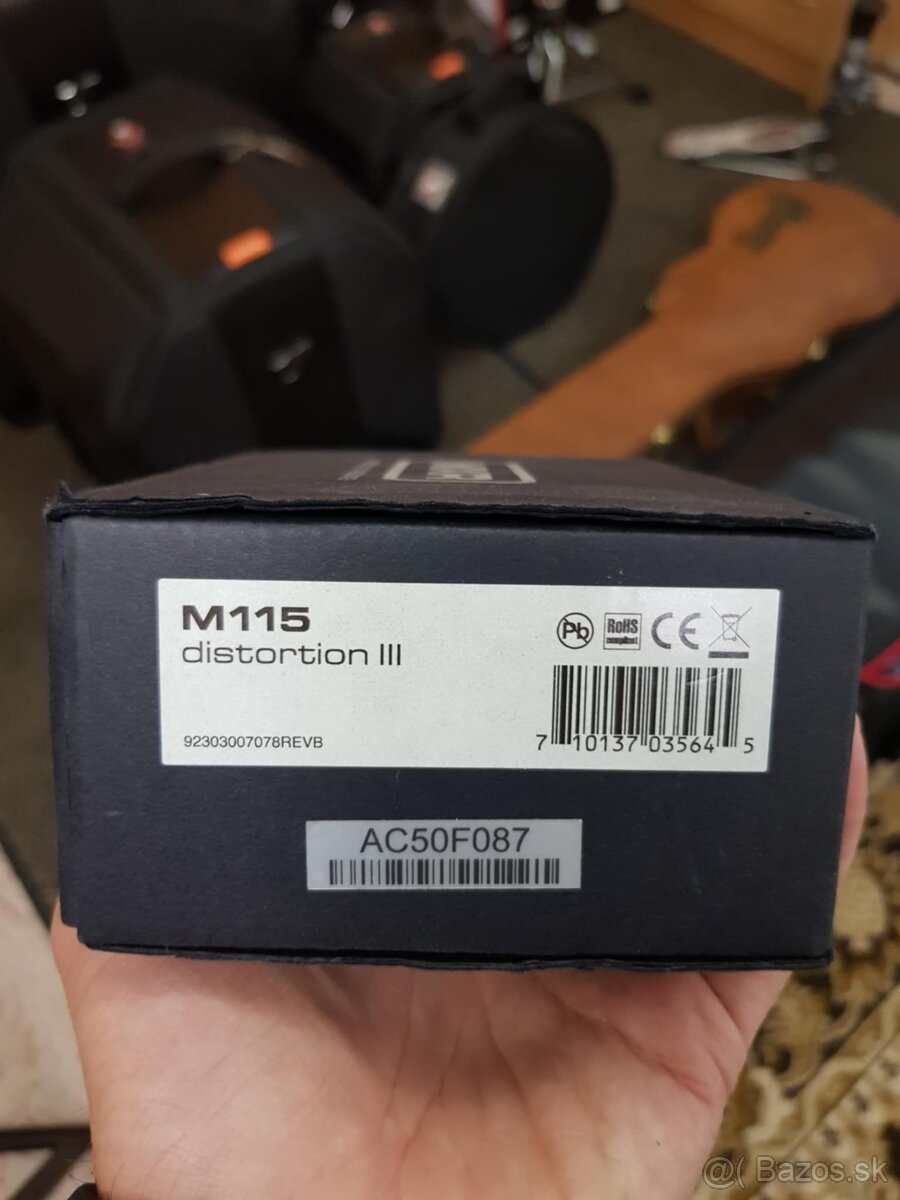 M115
distortion III
Pb
RoHS
compliant
CE
92303007078REVB
7 10137 03564 5
AC50F087
@( Bazos.sk